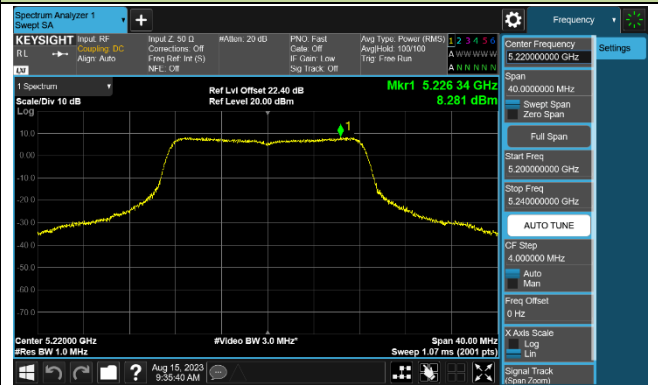 Spectrum Analyzer 1
Swept SA
Frequency
KEYSIGHT
RL
LXI
Input: RF
Coupling: DC
Align: Auto
Input Z: 50 Ω
Corrections: Off
Freq Ref: Int (S)
NFE: Off
#Atten: 20 dB
PNO: Fast
Gate: Off
IF Gain: Low
Sig Track: Off
Avg Type: Power (RMS)
Avg|Hold: 100/100
Trig: Free Run
1 2 3 4 5 6
A W W W W W
A N N N N N
1 Spectrum
Scale/Div 10 dB
Log
Ref Lvl Offset 22.40 dB
Ref Level 20.00 dBm
Mkr1 5.226 34 GHz
8.281 dBm
1
10.0
0.00
-10.0
-20.0
-30.0
-40.0
-50.0
-60.0
-70.0
Center 5.22000 GHz
#Res BW 1.0 MHz
#Video BW 3.0 MHz*
Span 40.00 MHz
Sweep 1.07 ms (2001 pts)
Aug 15, 2023
9:35:40 AM
Center Frequency
5.220000000 GHz
Settings
Span
40.0000000 MHz
Swept Span
Zero Span
Full Span
Start Freq
5.200000000 GHz
Stop Freq
5.240000000 GHz
AUTO TUNE
CF Step
4.000000 MHz
Auto
Man
Freq Offset
0 Hz
X Axis Scale
Log
Lin
Signal Track
(Span Zoom)